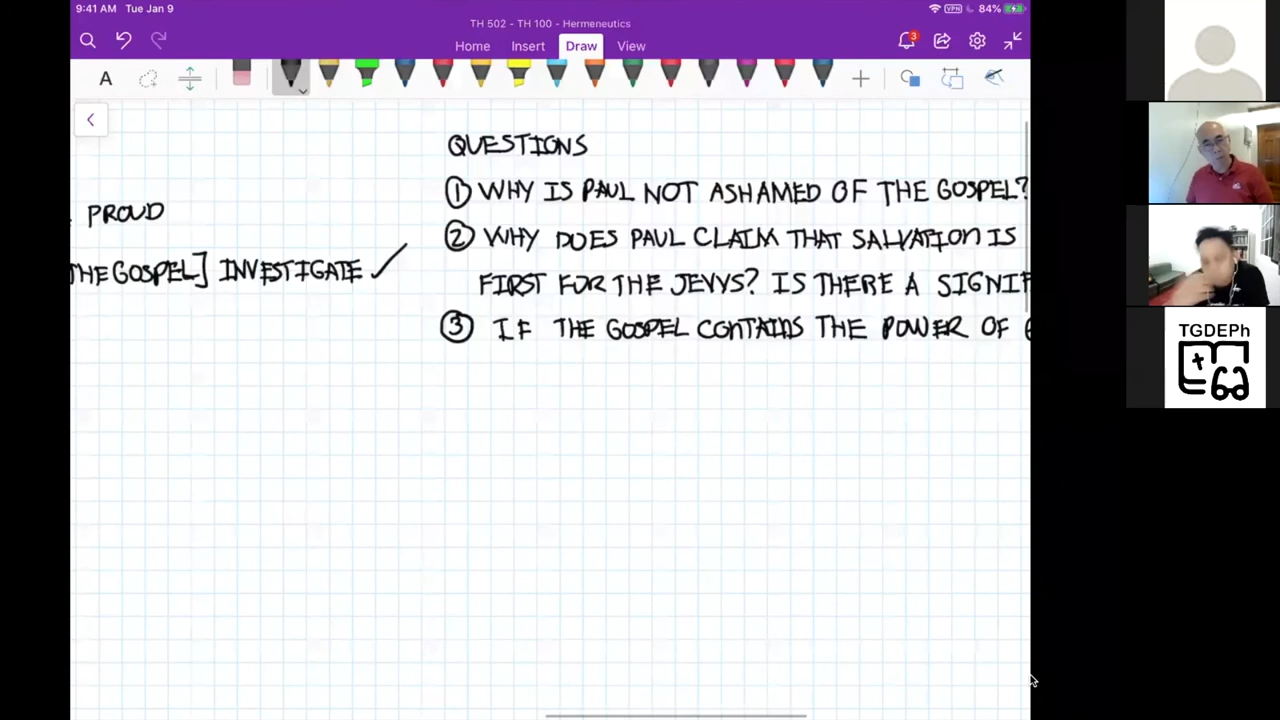 9:41 AM Tue Jan 9
84%
TH 502 - TH 100 - Hermeneutics
Home Insert Draw View
3
A
QUESTIONS
① WHY IS PAUL NOT ASHAMED OF THE GOSPEL?
PROUD
② WHY DOES PAUL CLAIM THAT SALVATION IS
THE GOSPEL] INVESTIGATE ✓
FIRST FOR THE JEWS? IS THERE A SIGNIF
③ IF THE GOSPEL CONTAINS THE POWER OF
TGDEPh